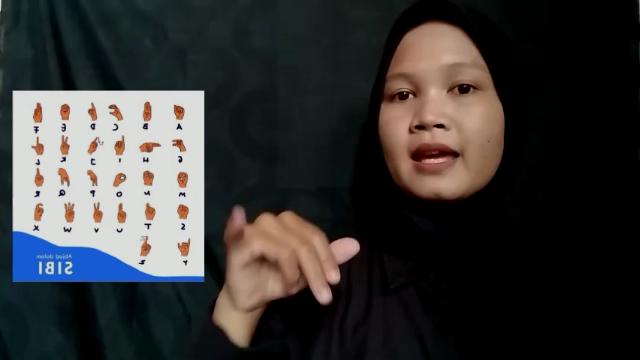 A B C D E F
G H I J K L
M N O P Q R
S T U V W X
Y Z
Abjad dalam
SIBI